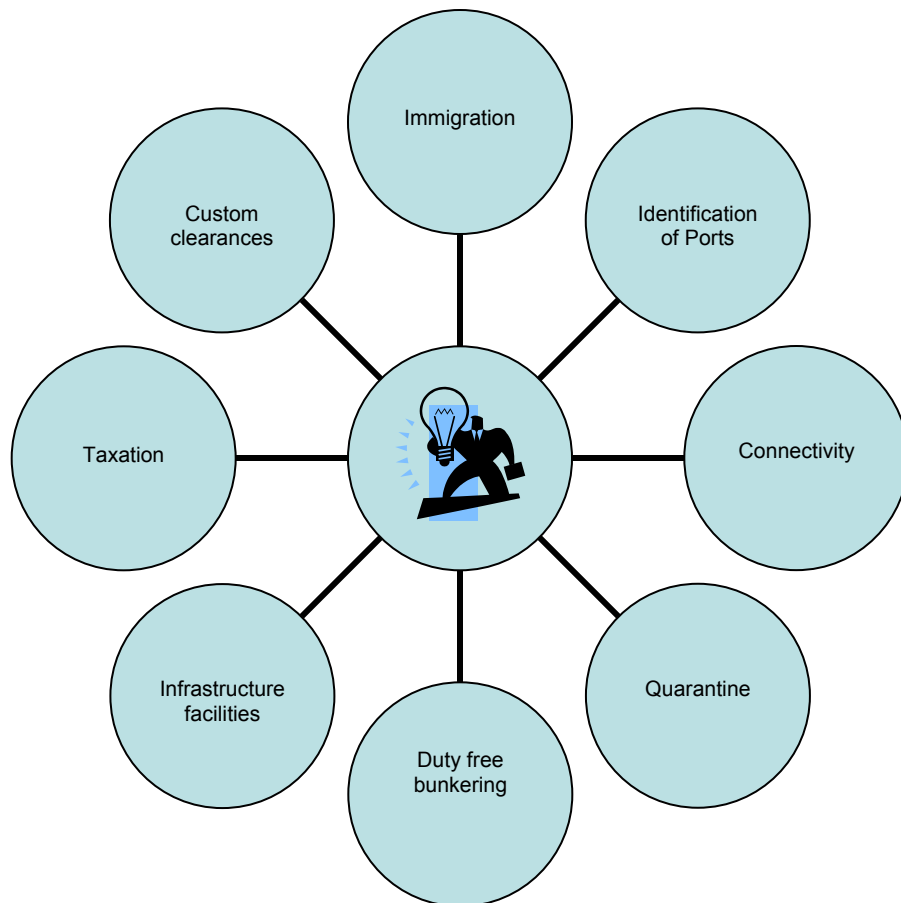 Immigration
Identification
of Ports
Connectivity
Quarantine
Duty free
bunkering
Infrastructure
facilities
Taxation
Custom
clearances